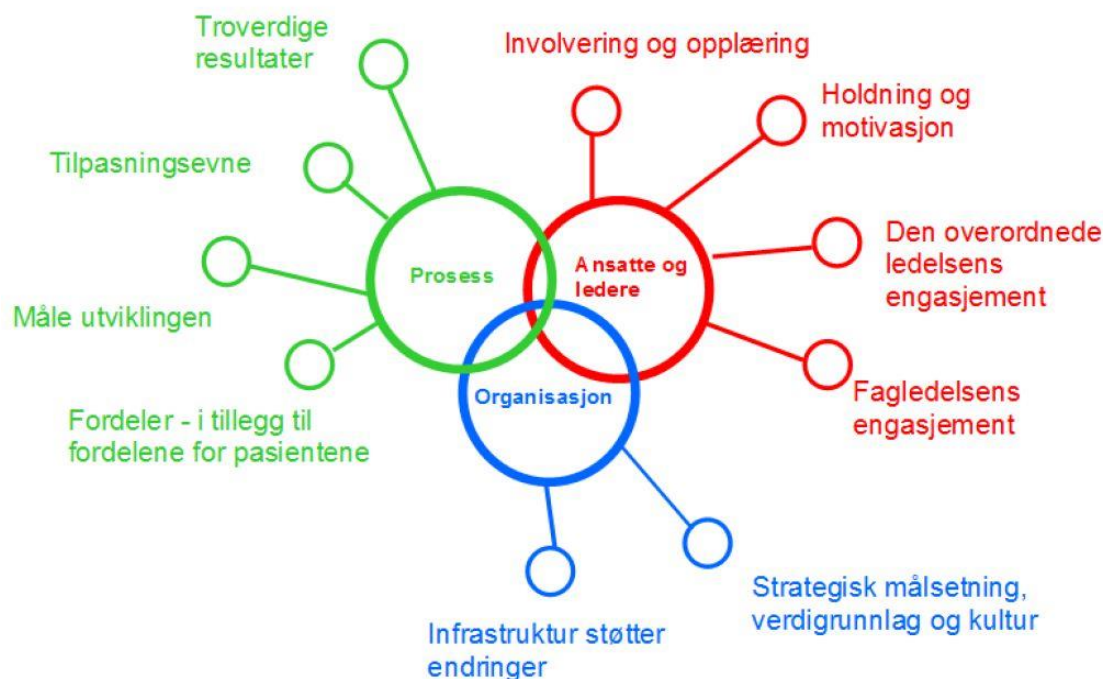 Troverdige
resultater
Involvering og opplæring
Holdning og
motivasjon
Tilpasningsevne
Den overordnede
ledelsens
engasjement
Prosess
Ansatte og
ledere
Måle utviklingen
Fagledelsens
engasjement
Organisasjon
Fordeler - i tillegg til
fordelene for pasientene
Strategisk målsetning,
verdigrunnlag og kultur
Infrastruktur støtter
endringer